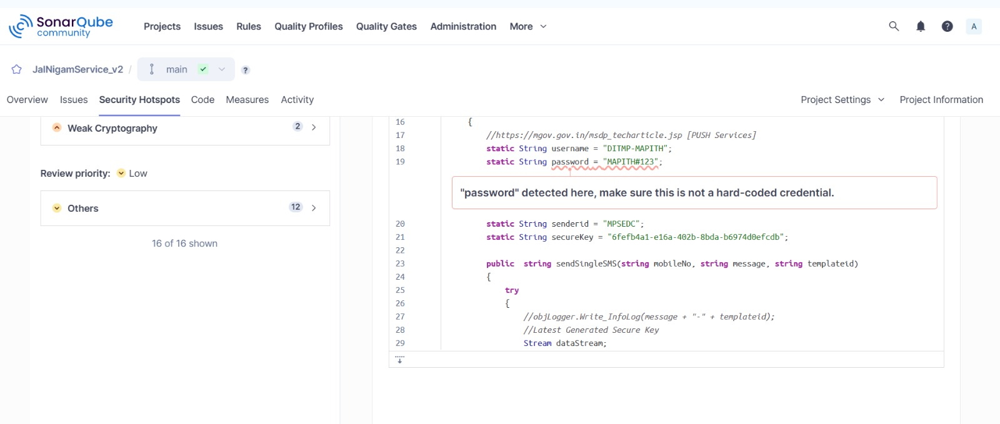 SonarQube
community
Projects Issues Rules Quality Profiles Quality Gates Administration More
? A
JalNigamService_v2 / main ?
Overview Issues Security Hotspots Code Measures Activity Project Settings Project Information
Weak Cryptography 2
Review priority: Low
Others 12
16 of 16 shown
16 {
17 //https://mgov.gov.in/msdp_techarticle.jsp [PUSH Services]
18 static String username = "DITMP-MAPITH";
19 static String password = "MAPITH#123";
"password" detected here, make sure this is not a hard-coded credential.
20 static String senderid = "MPSEDC";
21 static String secureKey = "6fefb4a1-e16a-402b-8bda-b6974d0efcdb";
22
23 public string sendSingleSMS(string mobileNo, string message, string templateid)
24 {
25 try
26 {
27 //objLogger.Write_InfoLog(message + "-" + templateid);
28 //Latest Generated Secure Key
29 Stream dataStream;